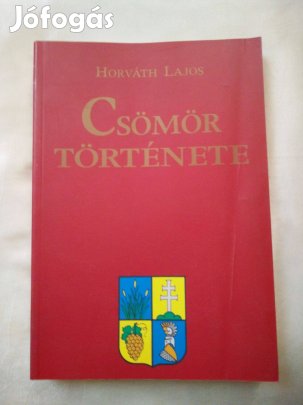 Jófogás
HORVÁTH LAJOS
CSÖMÖR
TÖRTÉNETE